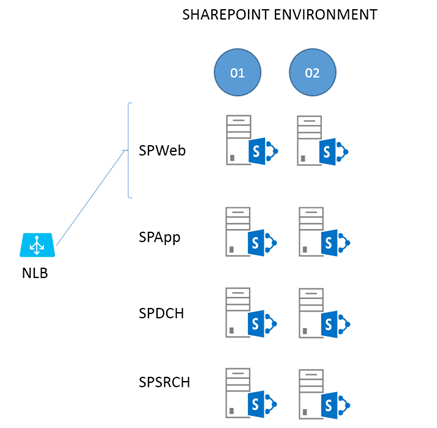 SHAREPOINT ENVIRONMENT
01 02
SPWeb S S
SPApp S S
NLB
SPDCH S S
SPSRCH S S